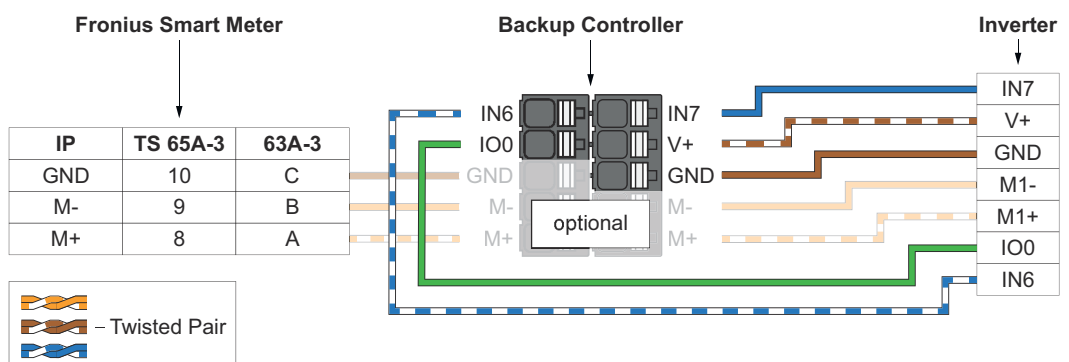 Fronius Smart Meter
Backup Controller
Inverter
IP TS 65A-3 63A-3
GND 10 C
M- 9 B
M+ 8 A
IN6
IO0
GND
M-
M+
optional
IN7
V+
GND
M-
M+
IN7
V+
GND
M1-
M1+
IO0
IN6
– Twisted Pair